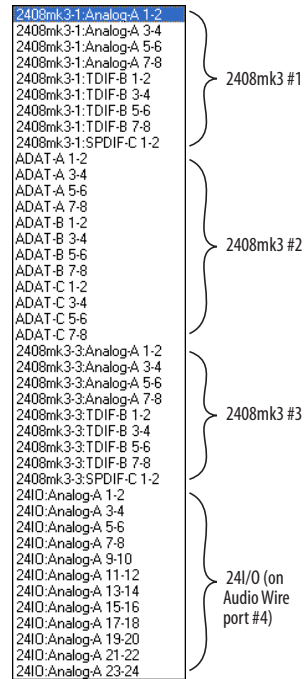 2408mk3-1:Analog-A 1-2
2408mk3-1:Analog-A 3-4
2408mk3-1:Analog-A 5-6
2408mk3-1:Analog-A 7-8
2408mk3-1:TDIF-B 1-2
2408mk3-1:TDIF-B 3-4
2408mk3-1:TDIF-B 5-6
2408mk3-1:TDIF-B 7-8
2408mk3-1:SPDIF-C 1-2
2408mk3 #1
ADAT-A 1-2
ADAT-A 3-4
ADAT-A 5-6
ADAT-A 7-8
ADAT-B 1-2
ADAT-B 3-4
ADAT-B 5-6
ADAT-B 7-8
ADAT-C 1-2
ADAT-C 3-4
ADAT-C 5-6
ADAT-C 7-8
2408mk3 #2
2408mk3-3:Analog-A 1-2
2408mk3-3:Analog-A 3-4
2408mk3-3:Analog-A 5-6
2408mk3-3:Analog-A 7-8
2408mk3-3:TDIF-B 1-2
2408mk3-3:TDIF-B 3-4
2408mk3-3:TDIF-B 5-6
2408mk3-3:TDIF-B 7-8
2408mk3-3:SPDIF-C 1-2
2408mk3 #3
24IO:Analog-A 1-2
24IO:Analog-A 3-4
24IO:Analog-A 5-6
24IO:Analog-A 7-8
24IO:Analog-A 9-10
24IO:Analog-A 11-12
24IO:Analog-A 13-14
24IO:Analog-A 15-16
24IO:Analog-A 17-18
24IO:Analog-A 19-20
24IO:Analog-A 21-22
24IO:Analog-A 23-24
24I/O (on
Audio Wire
port #4)